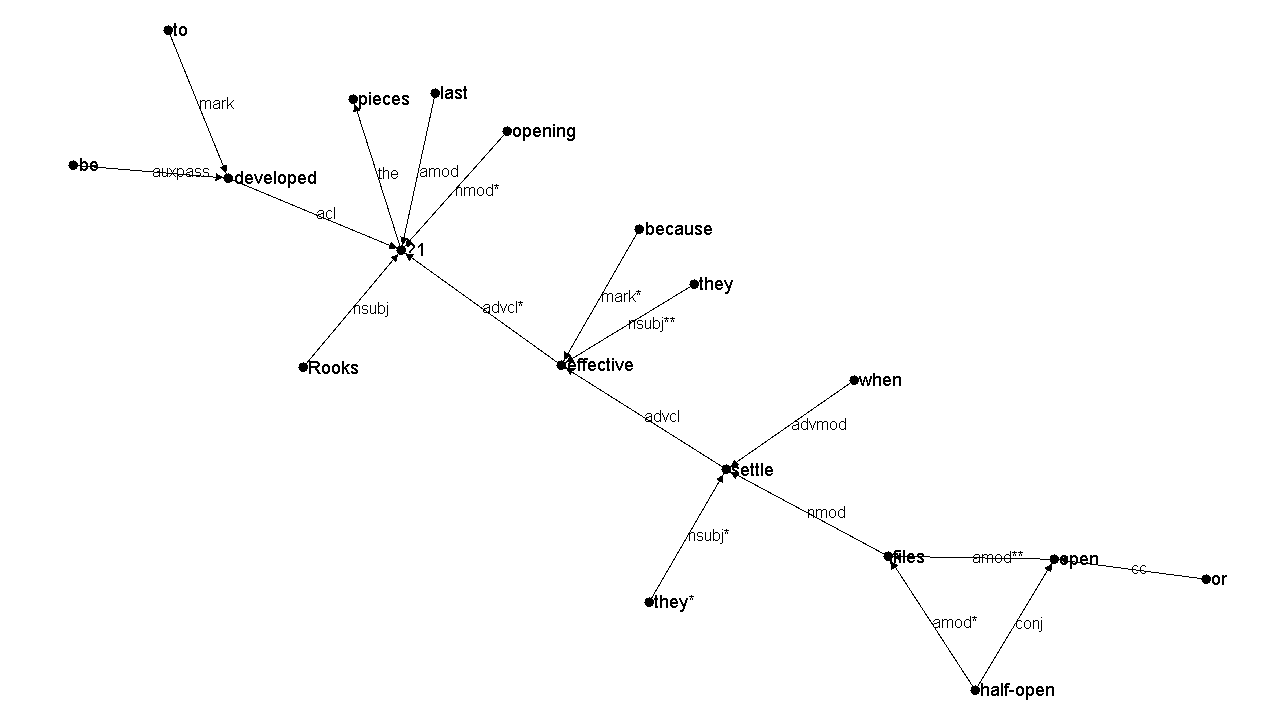 to
pieces
last
mark
opening
be
auxpass
developed
the
amod
nmod*
acl
because
they
mark*
nsubj
advcl*
nsubj**
Rooks
effective
when
advcl
advmod
settle
nmod
nsubj*
files
amod**
open
cc
or
they*
amod*
conj
half-open